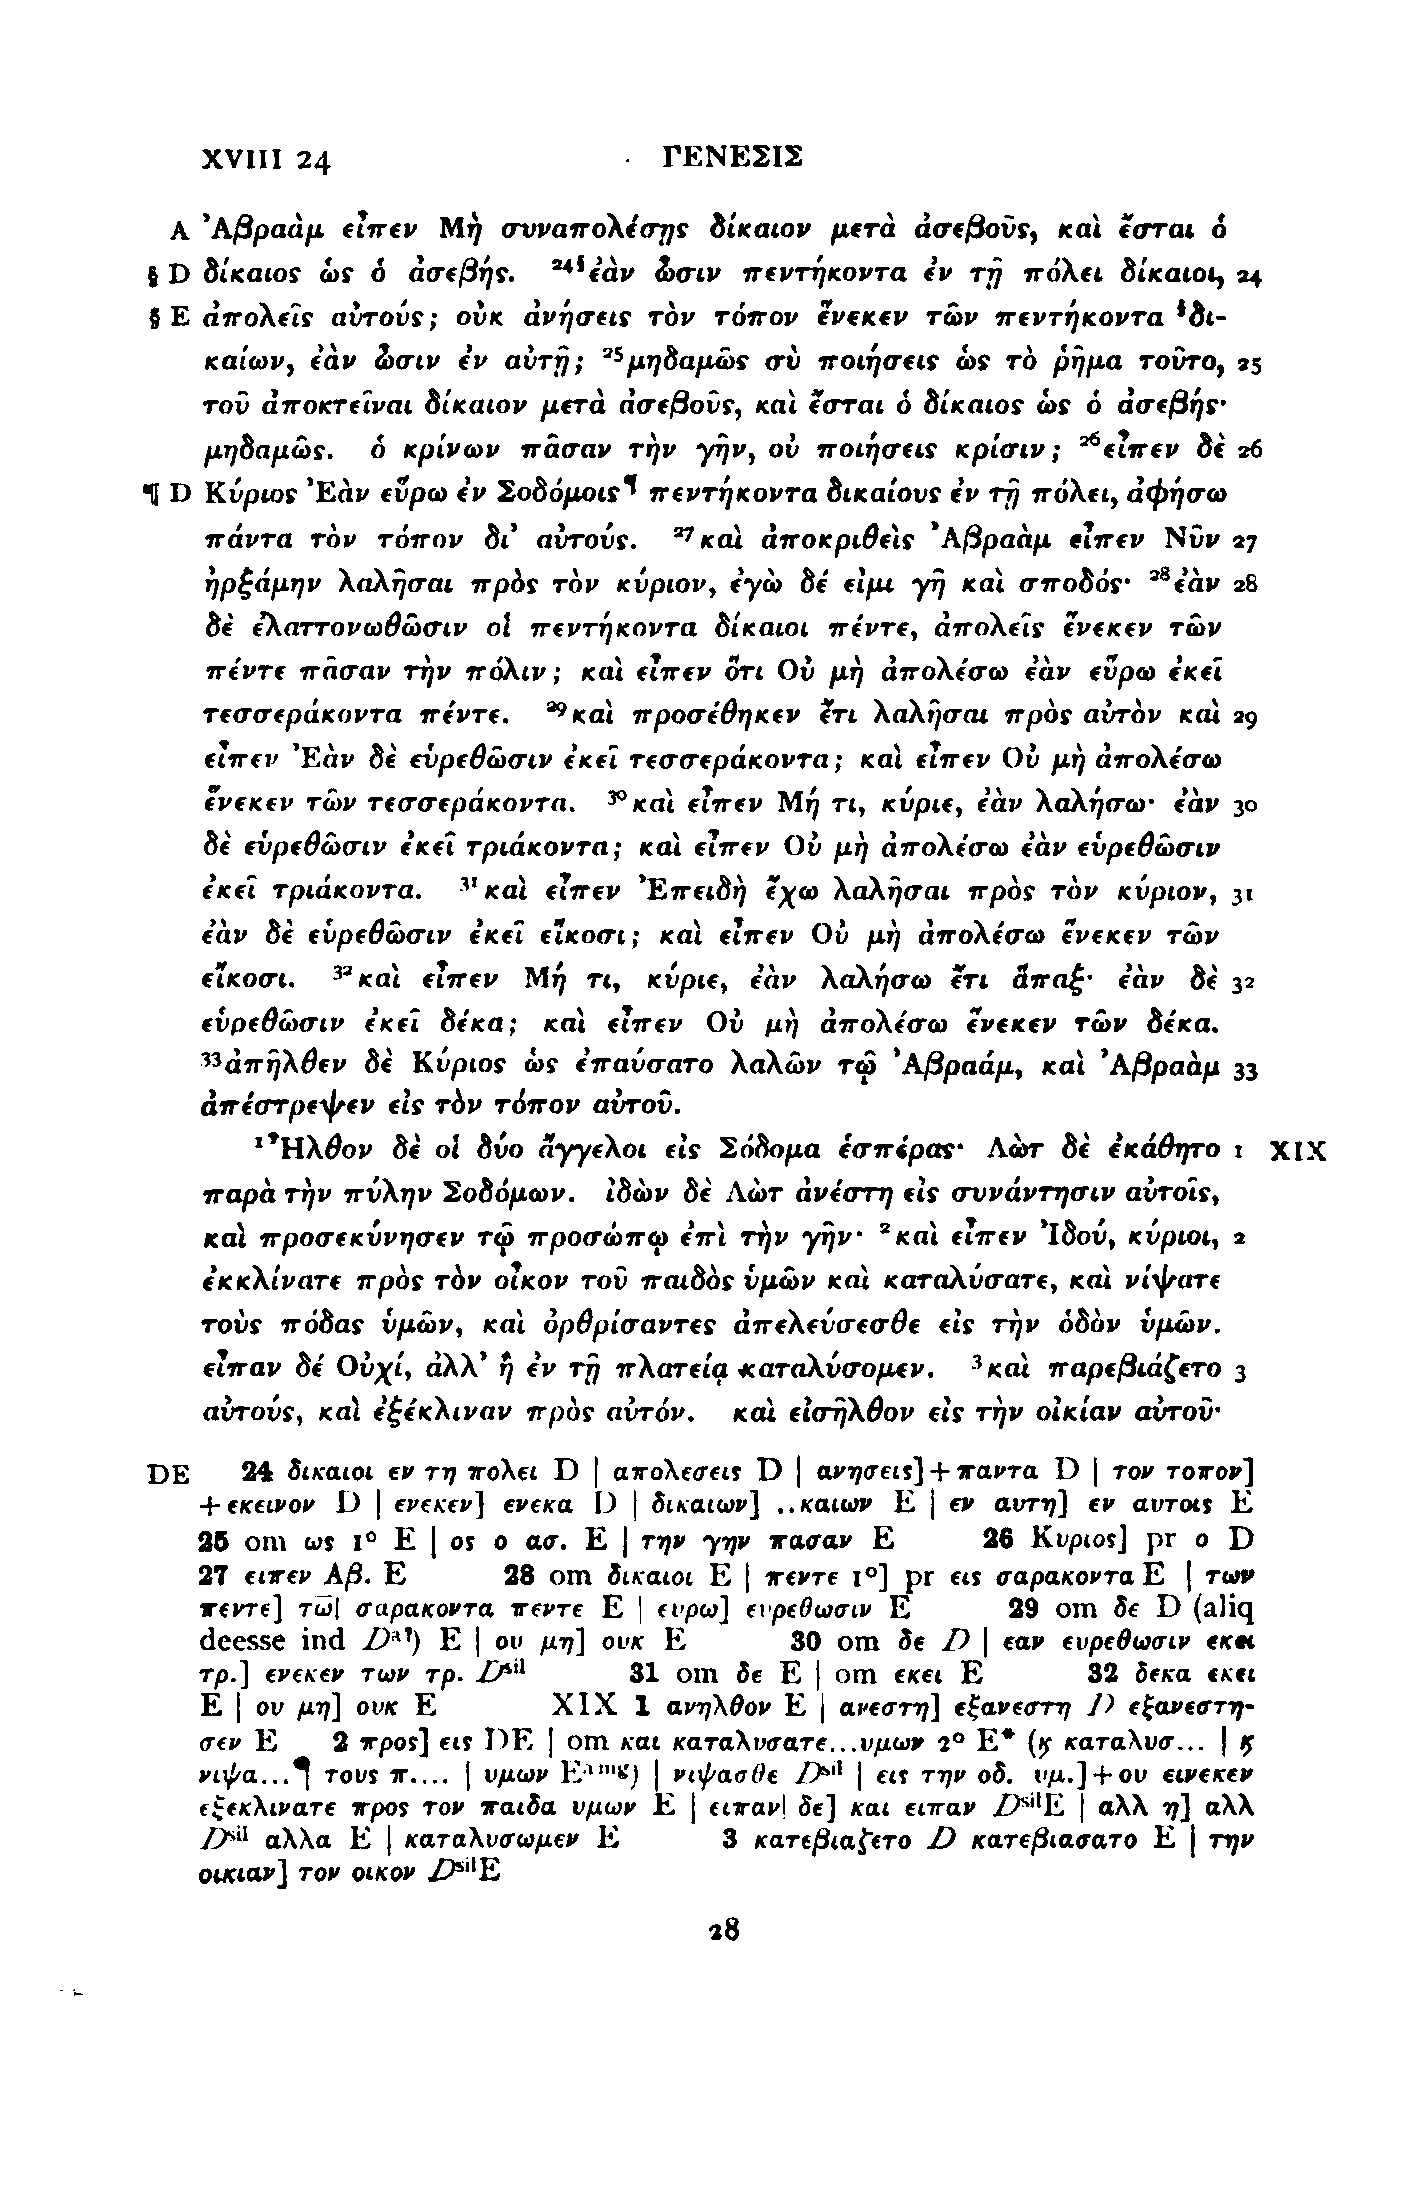 XVIII 24 ΓΕΝΕΣΙΣ
A Ἀβραὰμ εἶπεν Μὴ συναπολέσῃς δίκαιον μετὰ ἀσεβοῦς, καὶ ἔσται ὁ
§ D δίκαιος ὡς ὁ ἀσεβής. ²⁴§ἐὰν ὦσιν πεντήκοντα ἐν τῇ πόλει δίκαιοι, 24
§ E ἀπολεῖς αὐτούς; οὐκ ἀνήσεις τὸν τόπον ἕνεκεν τῶν πεντήκοντα §δι-
καίων, ἐὰν ὦσιν ἐν αὐτῇ; ²⁵μηδαμῶς σὺ ποιήσεις ὡς τὸ ῥῆμα τοῦτο, 25
τοῦ ἀποκτεῖναι δίκαιον μετὰ ἀσεβοῦς, καὶ ἔσται ὁ δίκαιος ὡς ὁ ἀσεβής·
μηδαμῶς. ὁ κρίνων πᾶσαν τὴν γῆν, οὐ ποιήσεις κρίσιν; ²⁶εἶπεν δὲ 26
¶ D Κύριος Ἐὰν εὕρω ἐν Σοδόμοις¶ πεντήκοντα δικαίους ἐν τῇ πόλει, ἀφήσω
πάντα τὸν τόπον δι᾽ αὐτούς. ²⁷καὶ ἀποκριθεὶς Ἀβραὰμ εἶπεν Νῦν 27
ἠρξάμην λαλῆσαι πρὸς τὸν κύριον, ἐγὼ δέ εἰμι γῆ καὶ σποδός· ²⁸ἐὰν 28
δὲ ἐλαττονωθῶσιν οἱ πεντήκοντα δίκαιοι πέντε, ἀπολεῖς ἕνεκεν τῶν
πέντε πᾶσαν τὴν πόλιν; καὶ εἶπεν ὅτι Οὐ μὴ ἀπολέσω ἐὰν εὕρω ἐκεῖ
τεσσεράκοντα πέντε. ²⁹καὶ προσέθηκεν ἔτι λαλῆσαι πρὸς αὐτὸν καὶ 29
εἶπεν Ἐὰν δὲ εὑρεθῶσιν ἐκεῖ τεσσεράκοντα; καὶ εἶπεν Οὐ μὴ ἀπολέσω
ἕνεκεν τῶν τεσσεράκοντα. ³⁰καὶ εἶπεν Μή τι, κύριε, ἐὰν λαλήσω· ἐὰν 30
δὲ εὑρεθῶσιν ἐκεῖ τριάκοντα; καὶ εἶπεν Οὐ μὴ ἀπολέσω ἐὰν εὑρεθῶσιν
ἐκεῖ τριάκοντα. ³¹καὶ εἶπεν Ἐπειδὴ ἔχω λαλῆσαι πρὸς τὸν κύριον, 31
ἐὰν δὲ εὑρεθῶσιν ἐκεῖ εἴκοσι; καὶ εἶπεν Οὐ μὴ ἀπολέσω ἕνεκεν τῶν
εἴκοσι. ³²καὶ εἶπεν Μή τι, κύριε, ἐὰν λαλήσω ἔτι ἅπαξ· ἐὰν δὲ 32
εὑρεθῶσιν ἐκεῖ δέκα; καὶ εἶπεν Οὐ μὴ ἀπολέσω ἕνεκεν τῶν δέκα.
³³ἀπῆλθεν δὲ Κύριος ὡς ἐπαύσατο λαλῶν τῷ Ἀβραάμ, καὶ Ἀβραὰμ 33
ἀπέστρεψεν εἰς τὸν τόπον αὐτοῦ.
¹Ἦλθον δὲ οἱ δύο ἄγγελοι εἰς Σόδομα ἑσπέρας· Λὼτ δὲ ἐκάθητο 1 XIX
παρὰ τὴν πύλην Σοδόμων. ἰδὼν δὲ Λὼτ ἀνέστη εἰς συνάντησιν αὐτοῖς,
καὶ προσεκύνησεν τῷ προσώπῳ ἐπὶ τὴν γῆν· ²καὶ εἶπεν Ἰδού, κύριοι, 2
ἐκκλίνατε πρὸς τὸν οἶκον τοῦ παιδὸς ὑμῶν καὶ καταλύσατε, καὶ νίψατε
τοὺς πόδας ὑμῶν, καὶ ὀρθρίσαντες ἀπελεύσεσθε εἰς τὴν ὁδὸν ὑμῶν.
εἶπαν δέ Οὐχί, ἀλλ᾽ ἢ ἐν τῇ πλατείᾳ καταλύσομεν. ³καὶ παρεβιάζετο 3
αὐτούς, καὶ ἐξέκλιναν πρὸς αὐτόν. καὶ εἰσῆλθον εἰς τὴν οἰκίαν αὐτοῦ·
DE 24 δικαιοι εν τη πολει D | απολεσεις D | ανησεις]+παντα D | τον τοπον]
+εκεινον D | ενεκεν] ενεκα D | δικαιων] ..καιων E | εν αυτη] εν αυτοις E
25 om ως 1° E | ος ο ασ. E | την γην πασαν E 26 Κυριος] pr ο D
27 ειπεν Αβ. E 28 om δικαιοι E | πεντε 1°] pr εις σαρακοντα E | των
πεντε] τω̅| σαρακοντα πεντε E | ευρω] ευρεθωσιν E 29 om δε D (aliq
deesse ind Dᵃ?) E | ου μη] ουκ E 30 om δε D | εαν ευρεθωσιν εκει
τρ.] ενεκεν των τρ. Dˢⁱˡ 31 om δε E | om εκει E 32 δεκα εκει
E | ου μη] ουκ E XIX 1 ανηλθον E | ανεστη] εξανεστη D εξανεστη-
σεν E 2 προς] εις DE | om και καταλυσατε...υμων 2° E* (ϗ καταλυσ... | ϗ
νιψα...¶ τους π.... | υμων Eᵃ ᵐᵍ) | νιψασθε Dˢⁱˡ | εις την οδ. υμ.]+ου εινεκεν
εξεκλινατε προς τον παιδα υμων E | ειπαν δε] και ειπαν DˢⁱˡE | αλλ η] αλλ
Dˢⁱˡ αλλα E | καταλυσωμεν E 3 κατεβιαζετο D κατεβιασατο E | την
οικιαν] τον οικον DˢⁱˡE
28